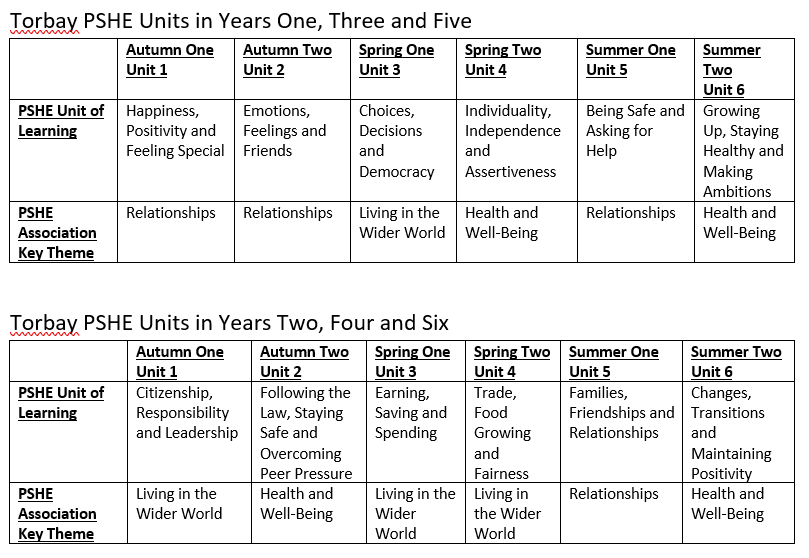 Torbay PSHE Units in Years One, Three and Five
Autumn One
Unit 1
Autumn Two
Unit 2
Spring One
Unit 3
Spring Two
Unit 4
Summer One
Unit 5
Summer
Two
Unit 6
PSHE Unit of
Learning
Happiness,
Positivity and
Feeling Special
Emotions,
Feelings and
Friends
Choices,
Decisions
and
Democracy
Individuality,
Independence
and
Assertiveness
Being Safe and
Asking for
Help
Growing
Up, Staying
Healthy and
Making
Ambitions
PSHE
Association
Key Theme
Relationships
Relationships
Living in the
Wider World
Health and
Well-Being
Relationships
Health and
Well-Being
Torbay PSHE Units in Years Two, Four and Six
Autumn One
Unit 1
Autumn Two
Unit 2
Spring One
Unit 3
Spring Two
Unit 4
Summer One
Unit 5
Summer Two
Unit 6
PSHE Unit of
Learning
Citizenship,
Responsibility
and Leadership
Following the
Law, Staying
Safe and
Overcoming
Peer Pressure
Earning,
Saving and
Spending
Trade,
Food
Growing
and
Fairness
Families,
Friendships and
Relationships
Changes,
Transitions
and
Maintaining
Positivity
PSHE
Association
Key Theme
Living in the
Wider World
Health and
Well-Being
Living in the
Wider
World
Living in
the Wider
World
Relationships
Health and
Well-Being